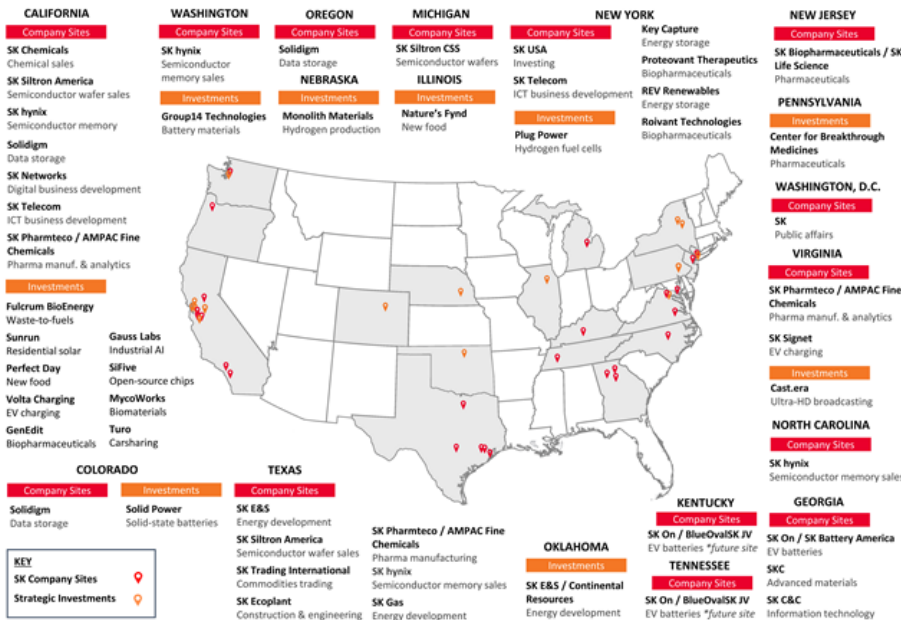 CALIFORNIA
Company Sites
SK Chemicals
Chemical sales
SK Siltron America
Semiconductor wafer sales
SK hynix
Semiconductor memory
Solidigm
Data storage
SK Networks
Digital business development
SK Telecom
ICT business development
SK Pharmteco / AMPAC Fine
Chemicals
Pharma manuf. & analytics
Investments
Fulcrum BioEnergy
Waste-to-fuels
Sunrun
Residential solar
Perfect Day
New food
Volta Charging
EV charging
GenEdit
Biopharmaceuticals
Gauss Labs
Industrial AI
SiFive
Open-source chips
MycoWorks
Biomaterials
Turo
Carsharing
WASHINGTON
Company Sites
SK hynix
Semiconductor
memory sales
Investments
Group14 Technologies
Battery materials
OREGON
Company Sites
Solidigm
Data storage
NEBRASKA
Investments
Monolith Materials
Hydrogen production
MICHIGAN
Company Sites
SK Siltron CSS
Semiconductor wafers
ILLINOIS
Investments
Nature's Fynd
New food
NEW YORK
Company Sites
SK USA
Investing
SK Telecom
ICT business development
Investments
Plug Power
Hydrogen fuel cells
Key Capture
Energy storage
Proteovant Therapeutics
Biopharmaceuticals
REV Renewables
Energy storage
Roivant Technologies
Biopharmaceuticals
NEW JERSEY
Company Sites
SK Biopharmaceuticals / SK
Life Science
Pharmaceuticals
PENNSYLVANIA
Investments
Center for Breakthrough
Medicines
Pharmaceuticals
WASHINGTON, D.C.
Company Sites
SK
Public affairs
VIRGINIA
Company Sites
SK Pharmteco / AMPAC Fine
Chemicals
Pharma manuf. & analytics
SK Signet
EV charging
Investments
Cast.era
Ultra-HD broadcasting
NORTH CAROLINA
Company Sites
SK hynix
Semiconductor memory sales
COLORADO
Company Sites
Solidigm
Data storage
Investments
Solid Power
Solid-state batteries
TEXAS
Company Sites
SK E&S
Energy development
SK Siltron America
Semiconductor wafer sales
SK Trading International
Commodities trading
SK Ecoplant
Construction & engineering
SK Pharmteco / AMPAC Fine
Chemicals
Pharma manufacturing
SK hynix
Semiconductor memory sales
SK Gas
Energy development
OKLAHOMA
Investments
SK E&S / Continental
Resources
Energy development
KENTUCKY
Company Sites
SK On / BlueOvalSK JV
EV batteries *future site
TENNESSEE
Company Sites
SK On / BlueOvalSK JV
EV batteries *future site
GEORGIA
Company Sites
SK On / SK Battery America
EV batteries
SKC
Advanced materials
SK C&C
Information technology
KEY
SK Company Sites
Strategic Investments